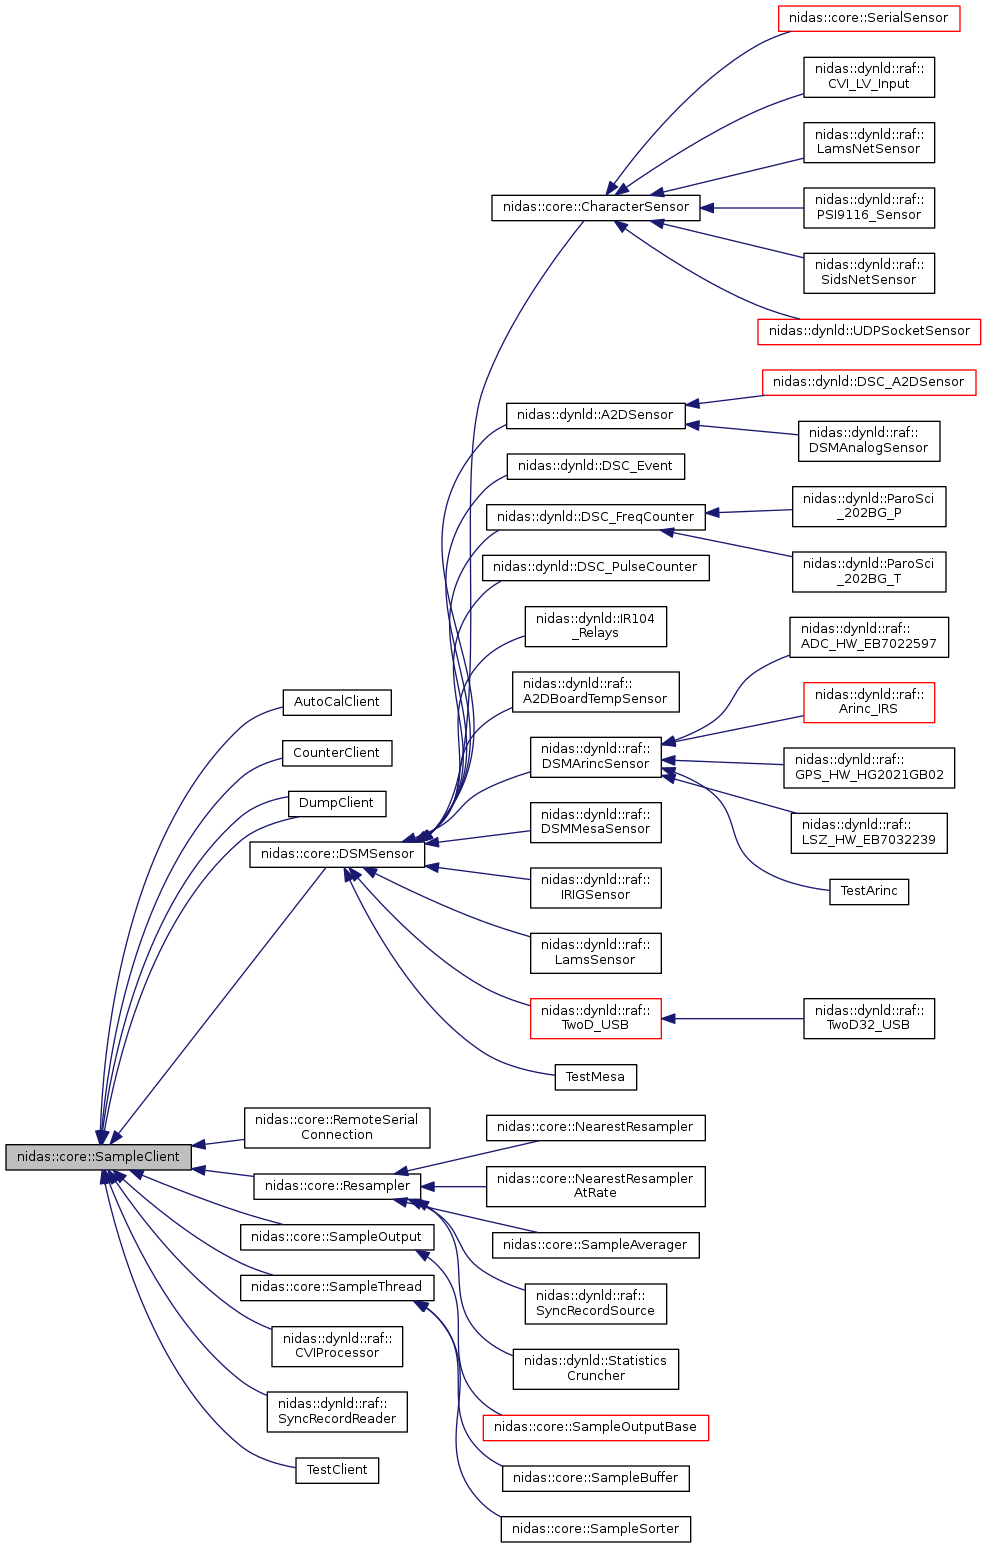 nidas::core::SerialSensor
nidas::dynld::raf::
CVI_LV_Input
nidas::dynld::raf::
LamsNetSensor
nidas::core::CharacterSensor
nidas::dynld::raf::
PSI9116_Sensor
nidas::dynld::raf::
SidsNetSensor
nidas::dynld::UDPSocketSensor
nidas::dynld::DSC_A2DSensor
nidas::dynld::A2DSensor
nidas::dynld::raf::
DSMAnalogSensor
nidas::dynld::DSC_Event
nidas::dynld::ParoSci
_202BG_P
nidas::dynld::DSC_FreqCounter
nidas::dynld::DSC_PulseCounter
nidas::dynld::ParoSci
_202BG_T
nidas::dynld::IR104
_Relays
nidas::dynld::raf::
ADC_HW_EB7022597
nidas::dynld::raf::
A2DBoardTempSensor
nidas::dynld::raf::
Arinc_IRS
AutoCalClient
nidas::dynld::raf::
DSMArincSensor
CounterClient
nidas::dynld::raf::
GPS_HW_HG2021GB02
DumpClient
nidas::dynld::raf::
DSMMesaSensor
nidas::dynld::raf::
LSZ_HW_EB7032239
nidas::core::DSMSensor
nidas::dynld::raf::
IRIGSensor
TestArinc
nidas::dynld::raf::
LamsSensor
nidas::dynld::raf::
TwoD_USB
nidas::dynld::raf::
TwoD32_USB
TestMesa
nidas::core::RemoteSerial
Connection
nidas::core::NearestResampler
nidas::core::SampleClient
nidas::core::Resampler
nidas::core::NearestResampler
AtRate
nidas::core::SampleOutput
nidas::core::SampleAverager
nidas::core::SampleThread
nidas::dynld::raf::
SyncRecordSource
nidas::dynld::raf::
CVIProcessor
nidas::dynld::Statistics
Cruncher
nidas::dynld::raf::
SyncRecordReader
nidas::core::SampleOutputBase
TestClient
nidas::core::SampleBuffer
nidas::core::SampleSorter